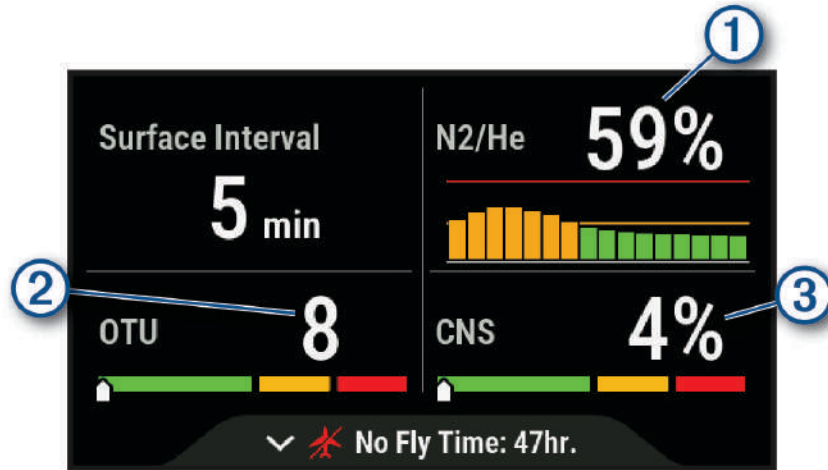 1
Surface Interval
5 min
N2/He 59%
2
OTU 8
CNS 4%
3
No Fly Time: 47hr.